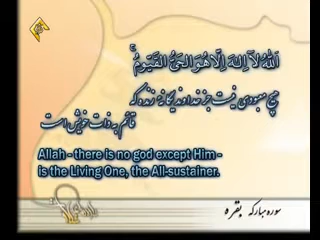 اللَّهُ لَآ إِلَٰهَ إِلَّا هُوَ الْحَيُّ الْقَيُّومُ ۚ
هیچ معبودی نیست جز خداوند یگانه زنده که
قائم به ذات خویش است
Allah - there is no god except Him -
is the Living One, the All-sustainer.
سوره مبارکه بقره